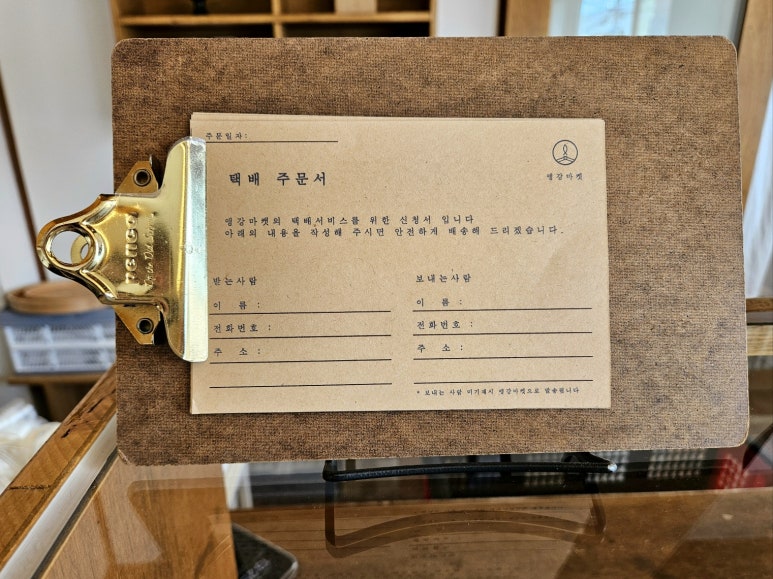 주문일자:
택배 주문서
앵강마켓
앵강마켓의 택배서비스를 위한 신청서 입니다
아래의 내용을 작성해 주시면 안전하게 배송해 드리겠습니다.
받는사람
이 름 :
전화번호 :
주 소 :
보내는사람
이 름 :
전화번호 :
주 소 :
* 보내는 사람 미기재시 앵강마켓으로 발송됩니다
penco